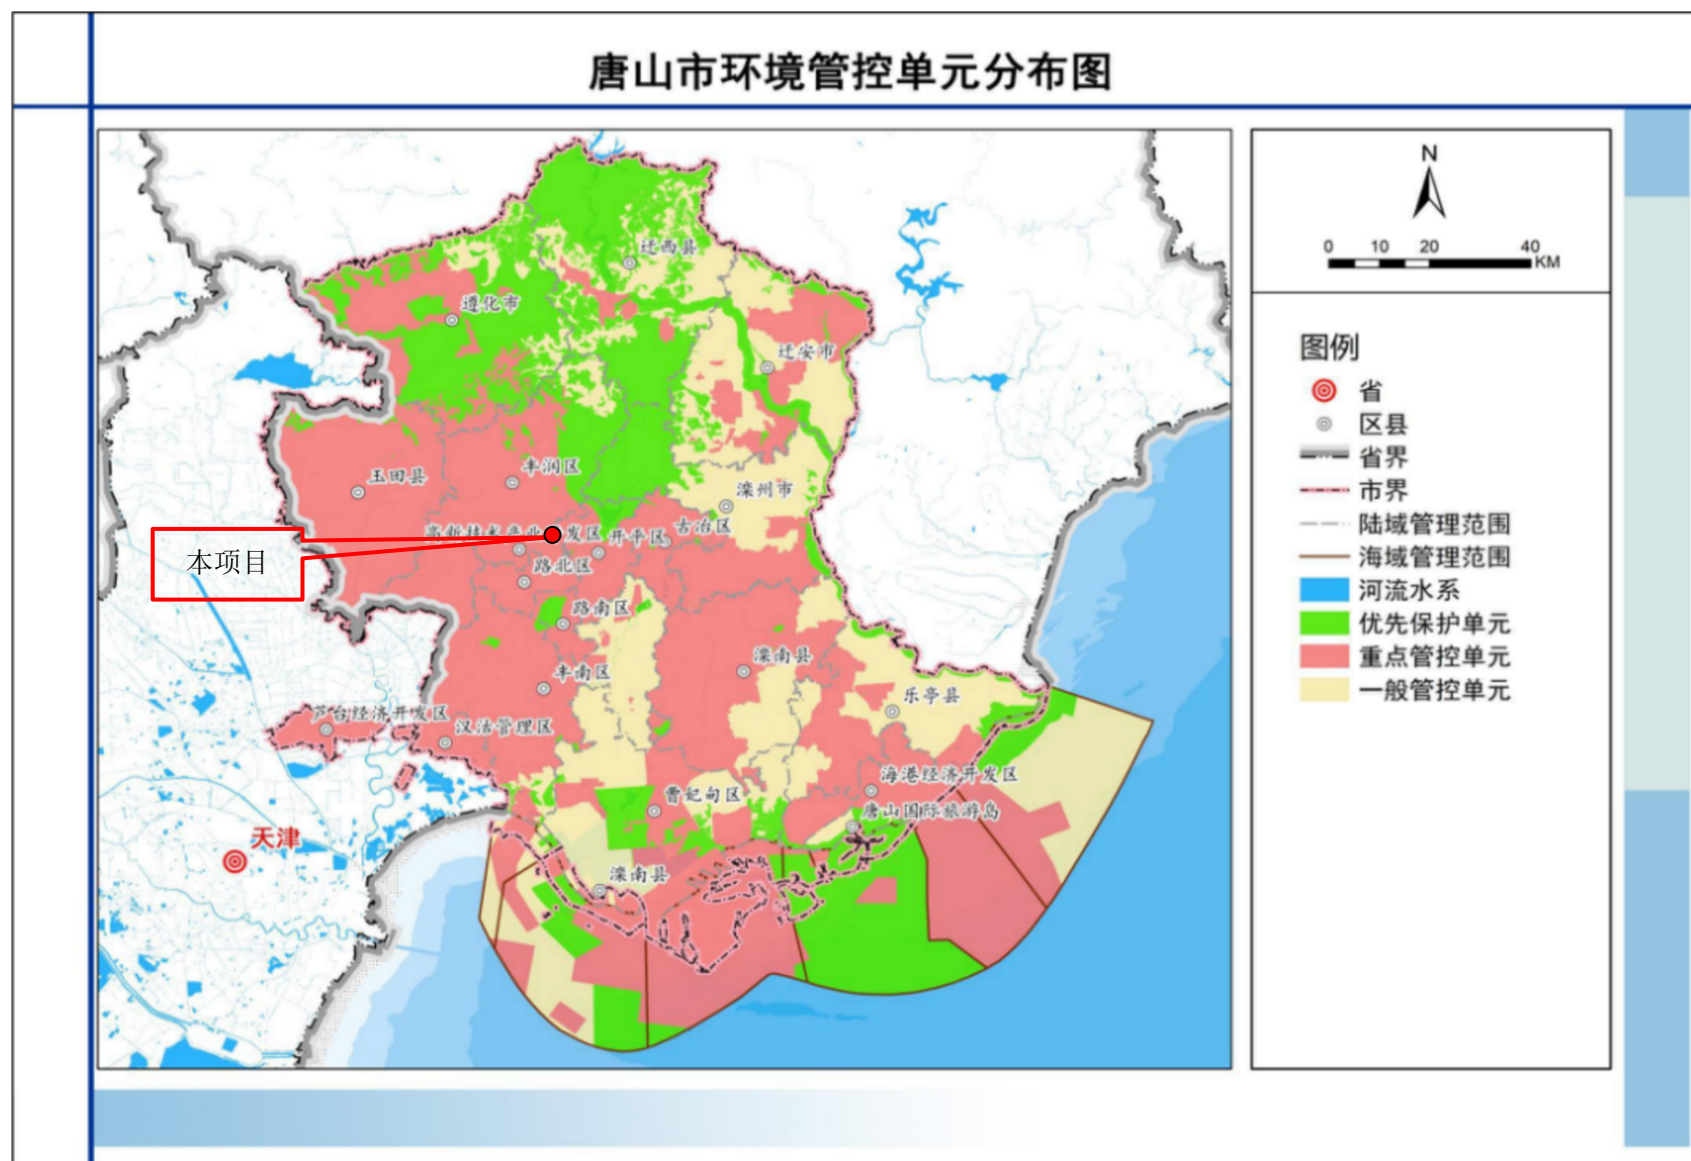 唐山市环境管控单元分布图
N
0 10 20 40
KM
图例
省
区县
省界
市界
陆域管理范围
海域管理范围
河流水系
优先保护单元
重点管控单元
一般管控单元
迁西县
遵化市
迁安市
玉田县
丰润区
滦州市
高新技术产业 发区
开平区
古冶区
本项目
路北区
路南区
滦南县
丰南区
乐亭县
芦台经济开发区
汉沽管理区
海港经济开发区
曹妃甸区
唐山国际旅游岛
天津
滦南县